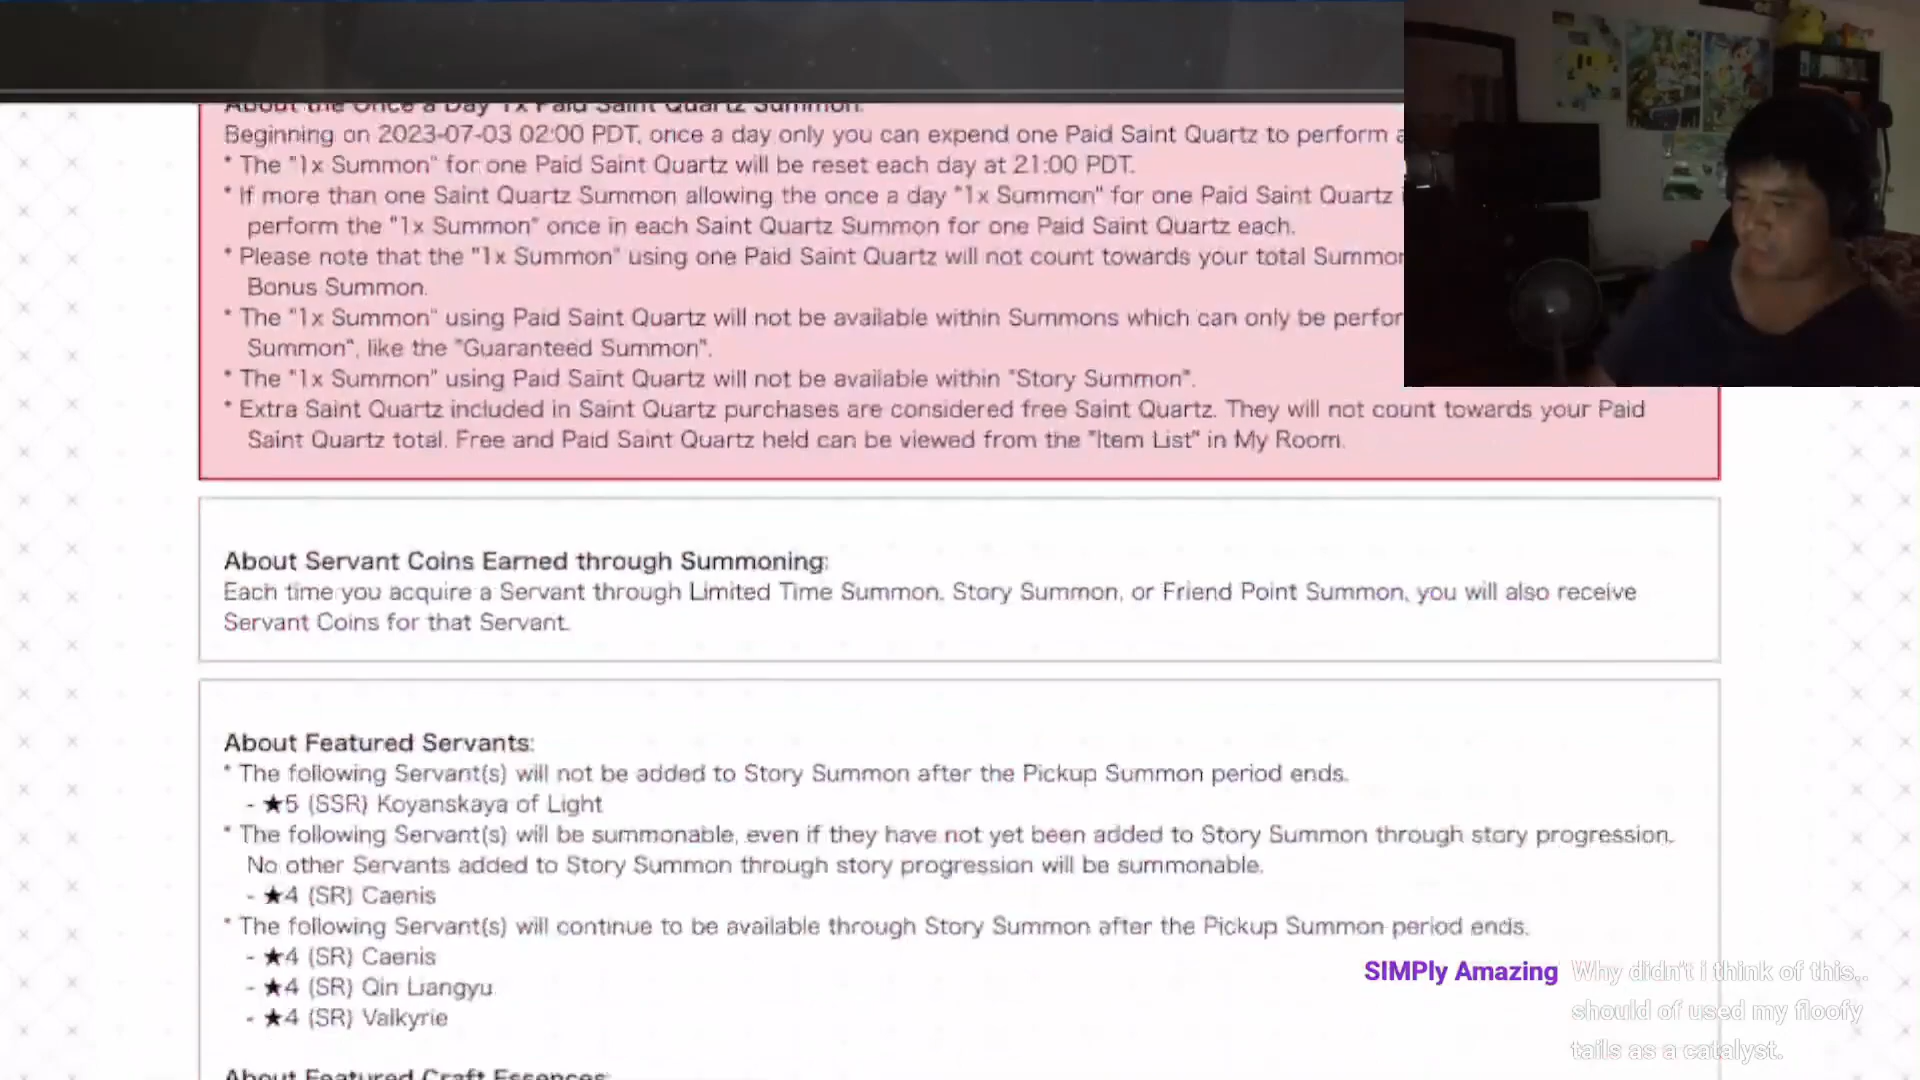 About the Once a Day 1x Paid Saint Quartz Summon:
Beginning on 2023-07-03 02:00 PDT, once a day only you can expend one Paid Saint Quartz to perform a
* The "1x Summon" for one Paid Saint Quartz will be reset each day at 21:00 PDT.
* If more than one Saint Quartz Summon allowing the once a day "1x Summon" for one Paid Saint Quartz
perform the "1x Summon" once in each Saint Quartz Summon for one Paid Saint Quartz each.
* Please note that the "1x Summon" using one Paid Saint Quartz will not count towards your total Summon
Bonus Summon.
* The "1x Summon" using Paid Saint Quartz will not be available within Summons which can only be perfor
Summon", like the "Guaranteed Summon".
* The "1x Summon" using Paid Saint Quartz will not be available within "Story Summon".
* Extra Saint Quartz included in Saint Quartz purchases are considered free Saint Quartz. They will not count towards your Paid
Saint Quartz total. Free and Paid Saint Quartz held can be viewed from the "Item List" in My Room.
About Servant Coins Earned through Summoning:
Each time you acquire a Servant through Limited Time Summon, Story Summon, or Friend Point Summon, you will also receive
Servant Coins for that Servant.
About Featured Servants:
* The following Servant(s) will not be added to Story Summon after the Pickup Summon period ends.
- ★5 (SSR) Koyanskaya of Light
* The following Servant(s) will be summonable, even if they have not yet been added to Story Summon through story progression.
No other Servants added to Story Summon through story progression will be summonable.
- ★4 (SR) Caenis
* The following Servant(s) will continue to be available through Story Summon after the Pickup Summon period ends.
- ★4 (SR) Caenis
- ★4 (SR) Qin Liangyu
- ★4 (SR) Valkyrie
SIMPly Amazing Why didn't i think of this,..
should of used my floofy
tails as a catalyst.
About Featured Craft Essences: